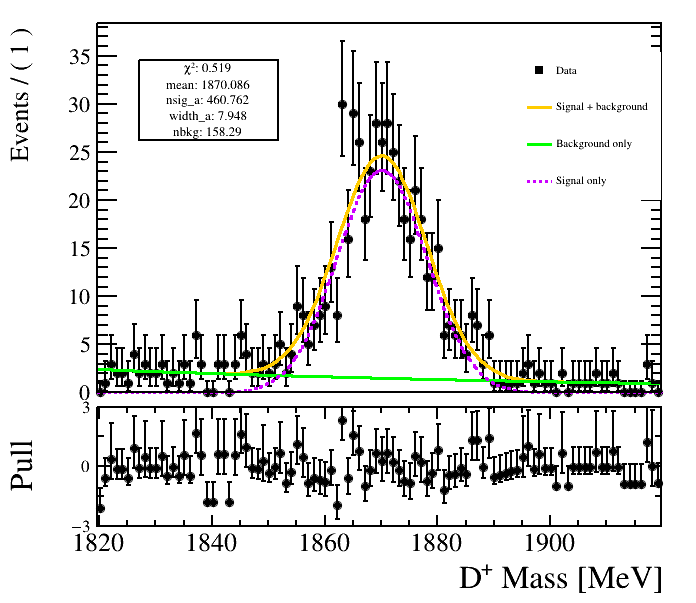 Events / ( 1 )
35
30
25
20
15
10
5
0
χ²: 0.519
mean: 1870.086
nsig_a: 460.762
width_a: 7.948
nbkg: 158.29
Data
Signal + background
Background only
Signal only
Pull
3
0
−3
1820 1840 1860 1880 1900
D⁺ Mass [MeV]